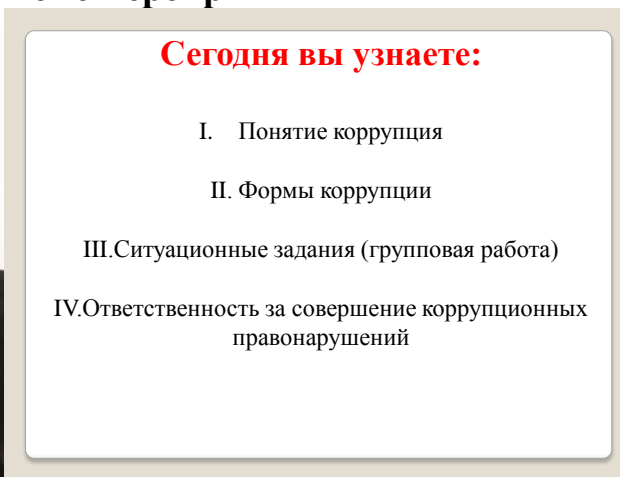 Сегодня вы узнаете:
I. Понятие коррупция
II. Формы коррупции
III.Ситуационные задания (групповая работа)
IV.Ответственность за совершение коррупционных
правонарушений